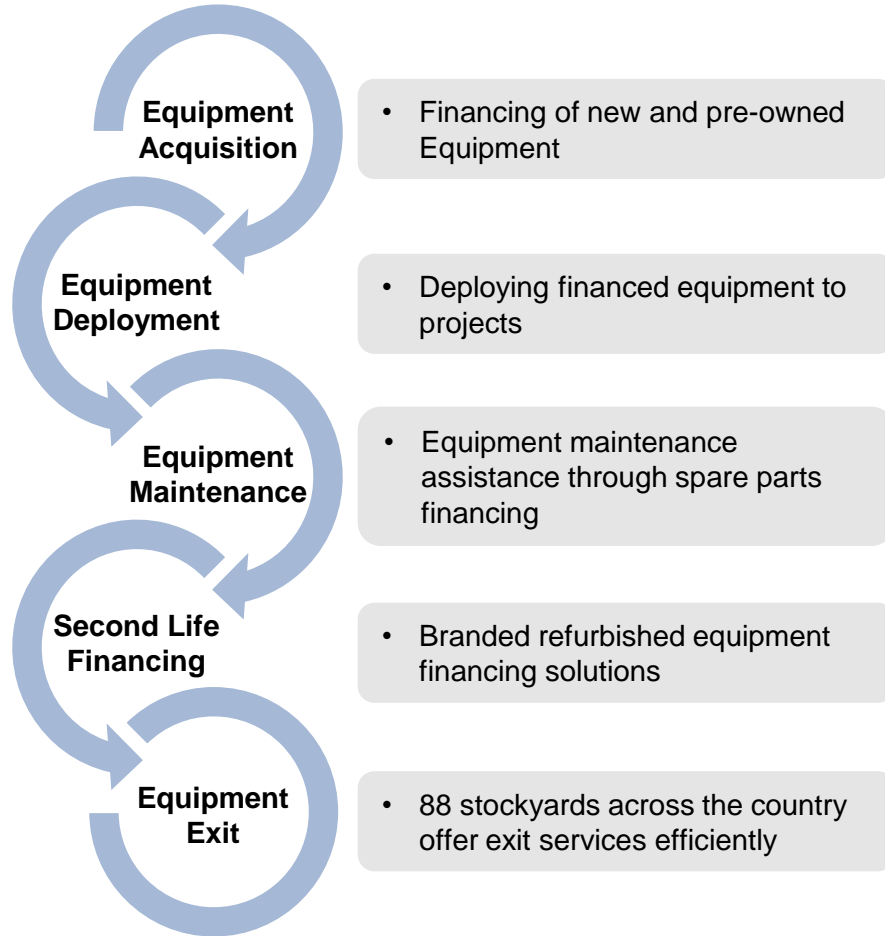 Equipment
Acquisition
• Financing of new and pre-owned
Equipment
Equipment
Deployment
• Deploying financed equipment to
projects
Equipment
Maintenance
• Equipment maintenance
assistance through spare parts
financing
Second Life
Financing
• Branded refurbished equipment
financing solutions
Equipment
Exit
• 88 stockyards across the country
offer exit services efficiently